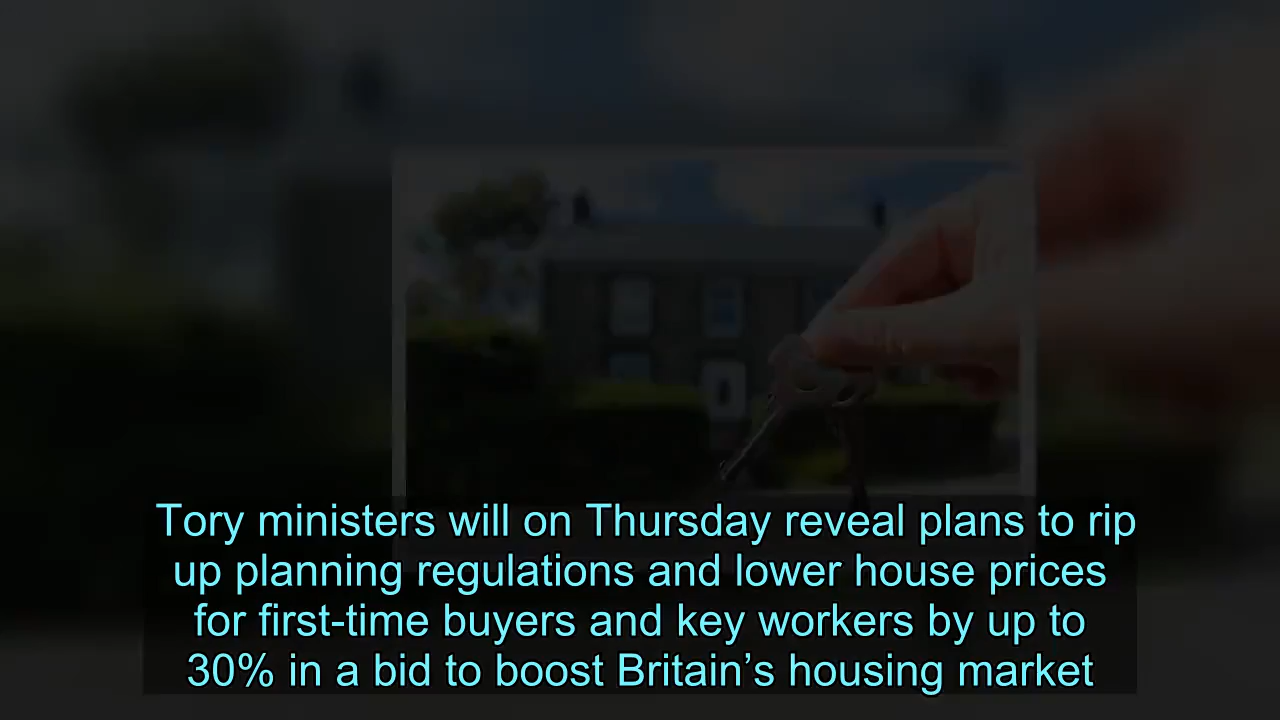 Tory ministers will on Thursday reveal plans to rip
up planning regulations and lower house prices
for first-time buyers and key workers by up to
30% in a bid to boost Britain’s housing market